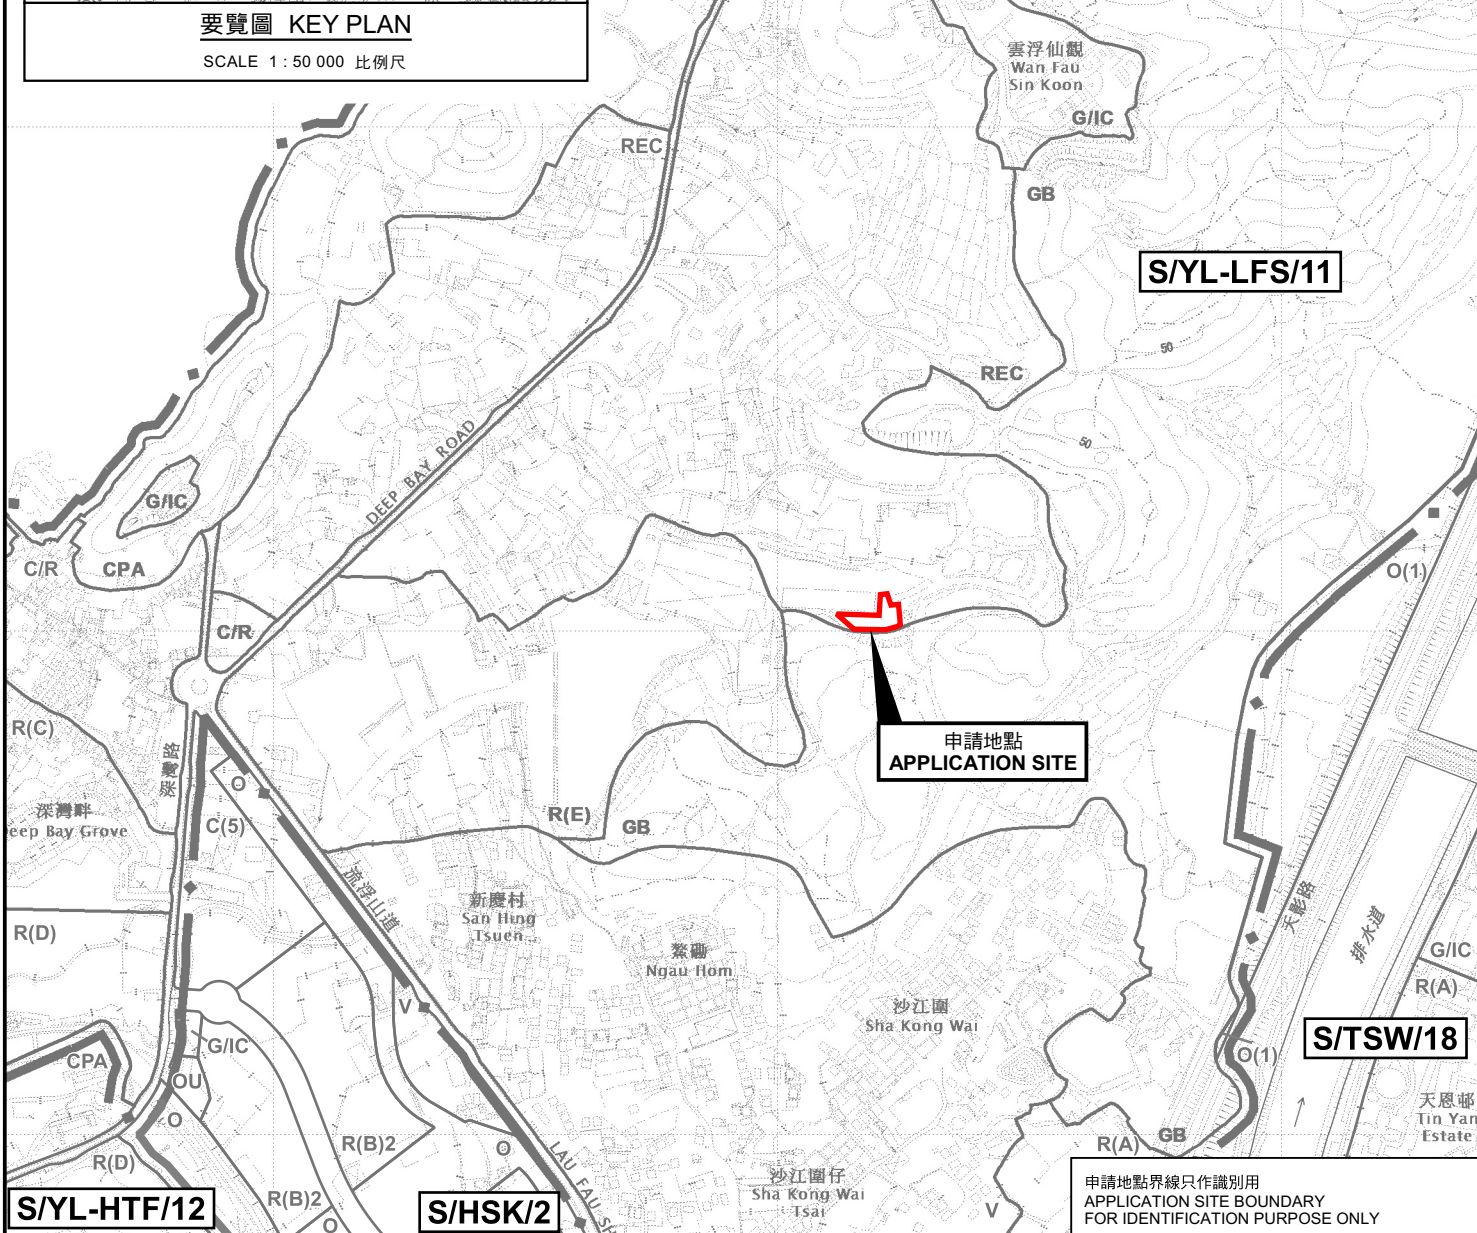 要覽圖 KEY PLAN
SCALE 1 : 50 000 比例尺
雲浮仙觀
Wan Fau
Sin Koon
G/IC
REC
GB
S/YL-LFS/11
50
REC
50
DEEP BAY ROAD
G/IC
C/R
CPA
O(1)
C/R
R(C)
深灣路
申請地點
APPLICATION SITE
O
深灣畔
eep Bay Grove
C(5)
R(E)
GB
流浮山道
新慶村
San Hing
Tsuen
天影路
排水道
R(D)
鰲磡
Ngau Hom
G/IC
R(A)
V
沙江圍
Sha Kong Wai
S/TSW/18
G/IC
CPA
O(1)
OU
O
天恩邨
Tin Yan
Estate
R(B)2
O
R(A)
GB
R(D)
LAU FAU SH
沙江圍仔
Sha Kong Wai
Tsai
申請地點界線只作識別用
APPLICATION SITE BOUNDARY
FOR IDENTIFICATION PURPOSE ONLY
R(B)2
V
S/YL-HTF/12
S/HSK/2
O